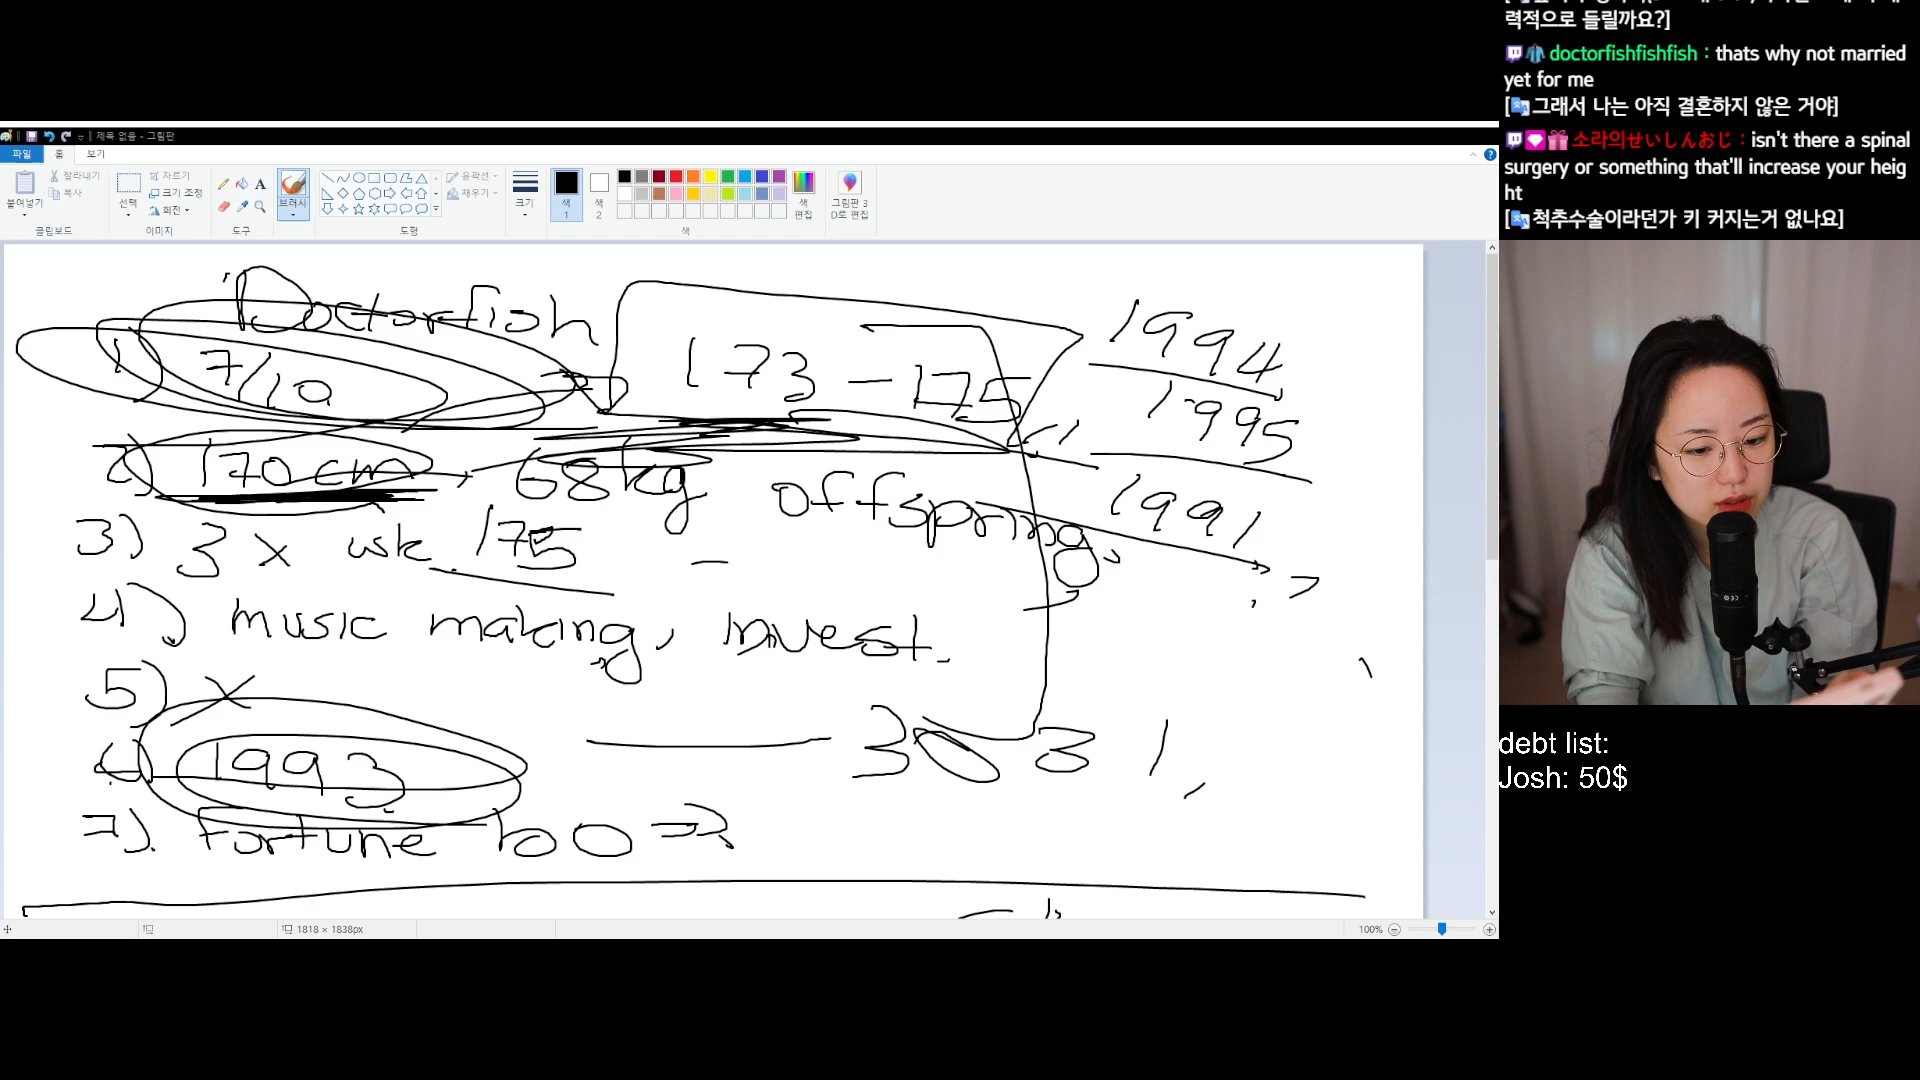 력적으로 들릴까요?]
doctorfishfishfish : thats why not married
yet for me
[그래서 나는 아직 결혼하지 않은 거야]
소라의せいしんおじ : isn't there a spinal
surgery or something that'll increase your heig
ht
[척추수술이라던가 키 커지는거 없나요]
제목 없음 - 그림판
파일 홈 보기
붙여넣기
잘라내기
복사
클립보드
선택
자르기
크기 조정
회전
이미지
도구
브러시
윤곽선
채우기
도형
크기
색
1
색
2
색
편집
색
그림판 3
D로 편집
Doctorfish
1) 7/10
173 - 175
1994
1995
1991
2) 170cm, 68kg offspring
3) 3 x ask. 175
4) music making, invest.
5) x
6) 1993
30 31,
7). Fortune 100
1818 × 1838px
100%
debt list:
Josh: 50$